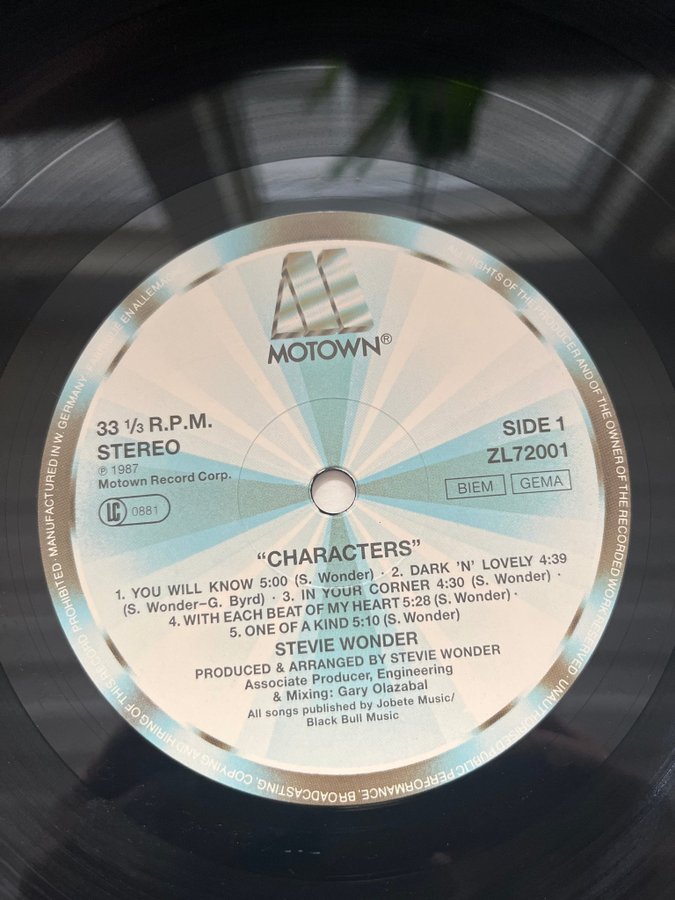 MOTOWN®
33 1/3 R.P.M.
STEREO
℗ 1987
Motown Record Corp.
LC 0881
SIDE 1
ZL72001
BIEM GEMA
“CHARACTERS”
1. YOU WILL KNOW 5:00 (S. Wonder) · 2. DARK 'N' LOVELY 4:39
(S. Wonder–G. Byrd) · 3. IN YOUR CORNER 4:30 (S. Wonder) ·
4. WITH EACH BEAT OF MY HEART 5:28 (S. Wonder) ·
5. ONE OF A KIND 5:10 (S. Wonder)
STEVIE WONDER
PRODUCED & ARRANGED BY STEVIE WONDER
Associate Producer, Engineering
& Mixing: Gary Olazabal
All songs published by Jobete Music/
Black Bull Music
MANUFACTURED IN W. GERMANY · FABRIQUÉ EN ALLEMAGNE ALL RIGHTS OF THE PRODUCER AND OF THE OWNER OF THE RECORDED WORK RESERVED · UNAUTHORISED PUBLIC PERFORMANCE, BROADCASTING, COPYING AND HIRING OF THIS RECORD PROHIBITED